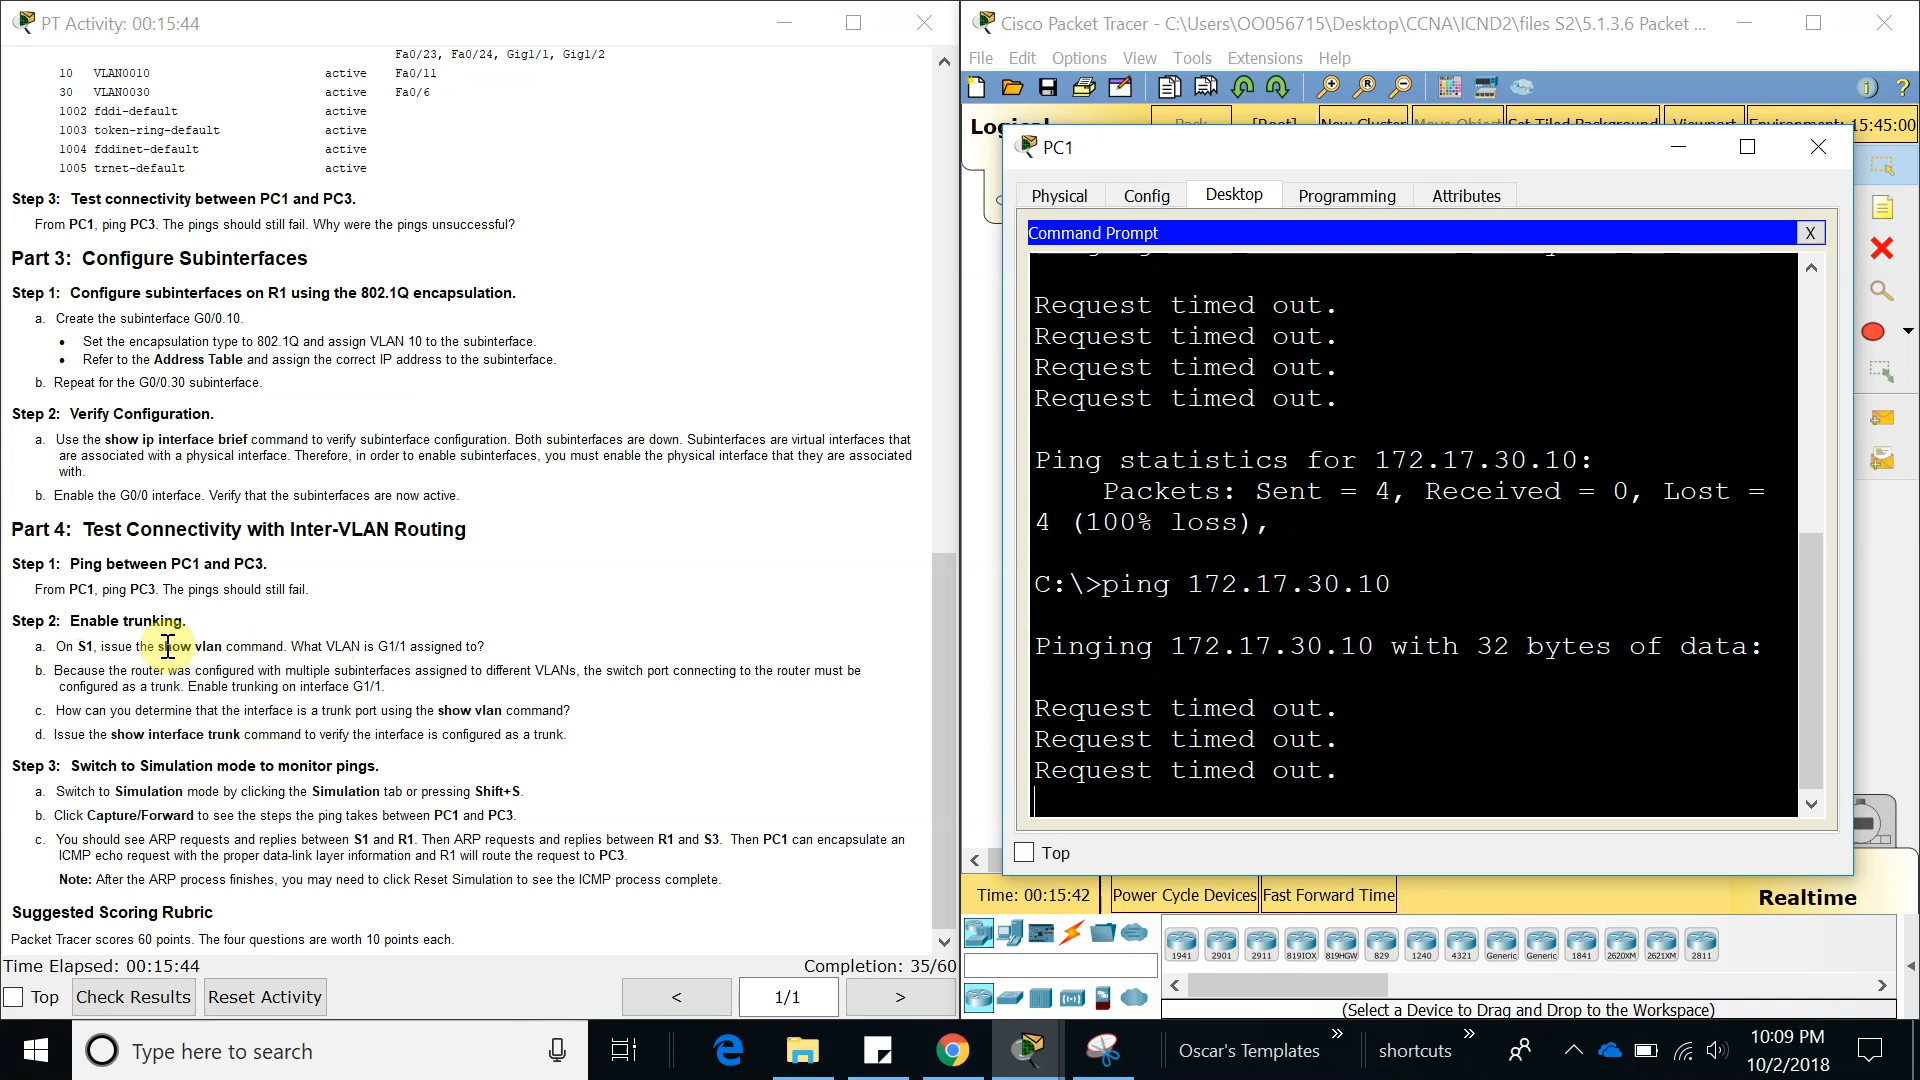 PT Activity: 00:15:44
Fa0/23, Fa0/24, Gig1/1, Gig1/2
10 VLAN0010 active Fa0/11
30 VLAN0030 active Fa0/6
1002 fddi-default active
1003 token-ring-default active
1004 fddinet-default active
1005 trnet-default active
Step 3: Test connectivity between PC1 and PC3.
From PC1, ping PC3. The pings should still fail. Why were the pings unsuccessful?
Part 3: Configure Subinterfaces
Step 1: Configure subinterfaces on R1 using the 802.1Q encapsulation.
a. Create the subinterface G0/0.10.
• Set the encapsulation type to 802.1Q and assign VLAN 10 to the subinterface.
• Refer to the Address Table and assign the correct IP address to the subinterface.
b. Repeat for the G0/0.30 subinterface.
Step 2: Verify Configuration.
a. Use the show ip interface brief command to verify subinterface configuration. Both subinterfaces are down. Subinterfaces are virtual interfaces that
are associated with a physical interface. Therefore, in order to enable subinterfaces, you must enable the physical interface that they are associated
with.
b. Enable the G0/0 interface. Verify that the subinterfaces are now active.
Part 4: Test Connectivity with Inter-VLAN Routing
Step 1: Ping between PC1 and PC3.
From PC1, ping PC3. The pings should still fail.
Step 2: Enable trunking.
a. On S1, issue the show vlan command. What VLAN is G1/1 assigned to?
b. Because the router was configured with multiple subinterfaces assigned to different VLANs, the switch port connecting to the router must be
configured as a trunk. Enable trunking on interface G1/1.
c. How can you determine that the interface is a trunk port using the show vlan command?
d. Issue the show interface trunk command to verify the interface is configured as a trunk.
Step 3: Switch to Simulation mode to monitor pings.
a. Switch to Simulation mode by clicking the Simulation tab or pressing Shift+S.
b. Click Capture/Forward to see the steps the ping takes between PC1 and PC3.
c. You should see ARP requests and replies between S1 and R1. Then ARP requests and replies between R1 and S3. Then PC1 can encapsulate an
ICMP echo request with the proper data-link layer information and R1 will route the request to PC3.
Note: After the ARP process finishes, you may need to click Reset Simulation to see the ICMP process complete.
Suggested Scoring Rubric
Packet Tracer scores 60 points. The four questions are worth 10 points each.
Time Elapsed: 00:15:44 Completion: 35/60
Top Check Results Reset Activity < 1/1 >
Cisco Packet Tracer - C:\Users\OO056715\Desktop\CCNA\ICND2\files S2\5.1.3.6 Packet ...
File Edit Options View Tools Extensions Help
Logical Back [Root] New Cluster Move Object Set Tiled Background Viewport Environment: 15:45:00
PC1
Physical Config Desktop Programming Attributes
Command Prompt X
Request timed out.
Request timed out.
Request timed out.
Request timed out.
Ping statistics for 172.17.30.10:
Packets: Sent = 4, Received = 0, Lost =
4 (100% loss),
C:\>ping 172.17.30.10
Pinging 172.17.30.10 with 32 bytes of data:
Request timed out.
Request timed out.
Request timed out.
Top
Time: 00:15:42 Power Cycle Devices Fast Forward Time Realtime
1941 2901 2911 819IOX 819HGW 829 1240 4321 Generic Generic 1841 2620XM 2621XM 2811
(Select a Device to Drag and Drop to the Workspace)
Type here to search
Oscar's Templates » shortcuts »
10:09 PM
10/2/2018